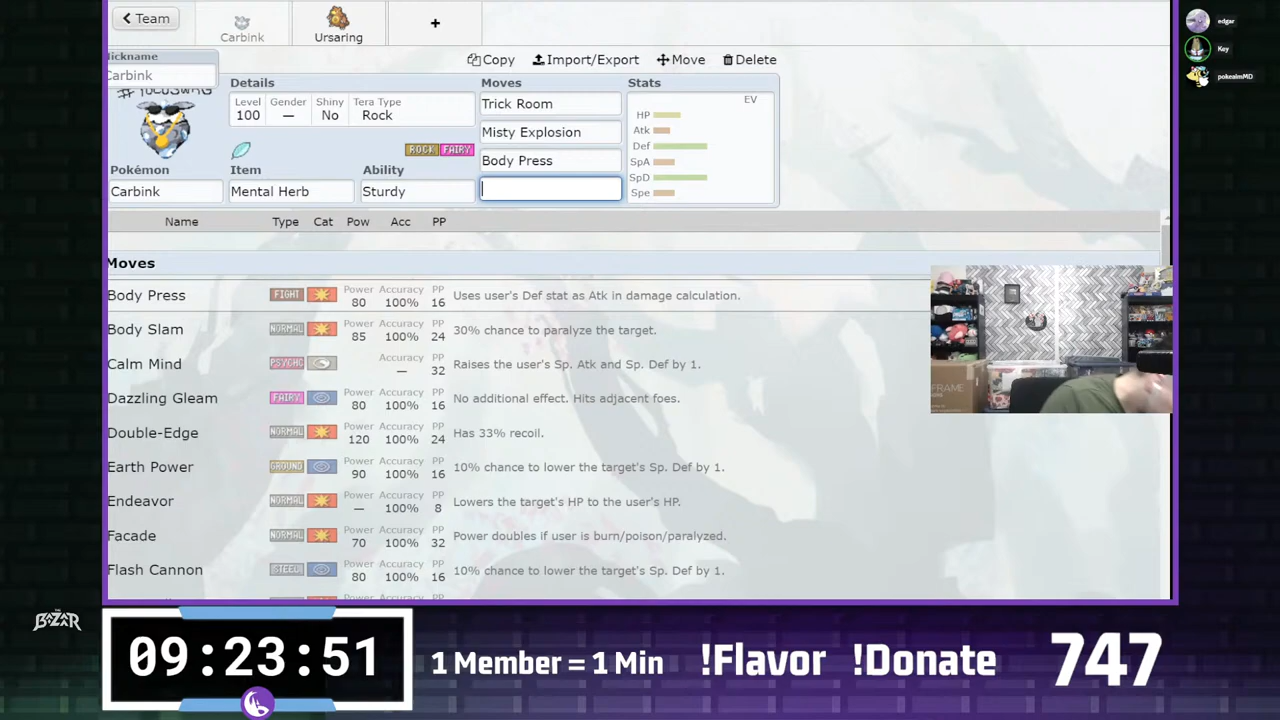 Team
Carbink
Ursaring
+
edgar
Key
pokeaimMD
ickname
Carbink
Copy Import/Export Move Delete
Details
Level
100
Gender
—
Shiny
No
Tera Type
Rock
ROCK FAIRY
Pokémon
Carbink
Item
Mental Herb
Ability
Sturdy
Moves
Trick Room
Misty Explosion
Body Press
Stats
EV
HP
Atk
Def
SpA
SpD
Spe
Name Type Cat Pow Acc PP
Moves
Body Press FIGHT Power 80 Accuracy 100% PP 16 Uses user's Def stat as Atk in damage calculation.
Body Slam NORMAL Power 85 Accuracy 100% PP 24 30% chance to paralyze the target.
Calm Mind PSYCHC Accuracy — PP 32 Raises the user's Sp. Atk and Sp. Def by 1.
Dazzling Gleam FAIRY Power 80 Accuracy 100% PP 16 No additional effect. Hits adjacent foes.
Double-Edge NORMAL Power 120 Accuracy 100% PP 24 Has 33% recoil.
Earth Power GROUND Power 90 Accuracy 100% PP 16 10% chance to lower the target's Sp. Def by 1.
Endeavor NORMAL Power — Accuracy 100% PP 8 Lowers the target's HP to the user's HP.
Facade NORMAL Power 70 Accuracy 100% PP 32 Power doubles if user is burn/poison/paralyzed.
Flash Cannon STEEL Power 80 Accuracy 100% PP 16 10% chance to lower the target's Sp. Def by 1.
THE BAZAAR
09:23:51
1 Member = 1 Min !Flavor !Donate 747